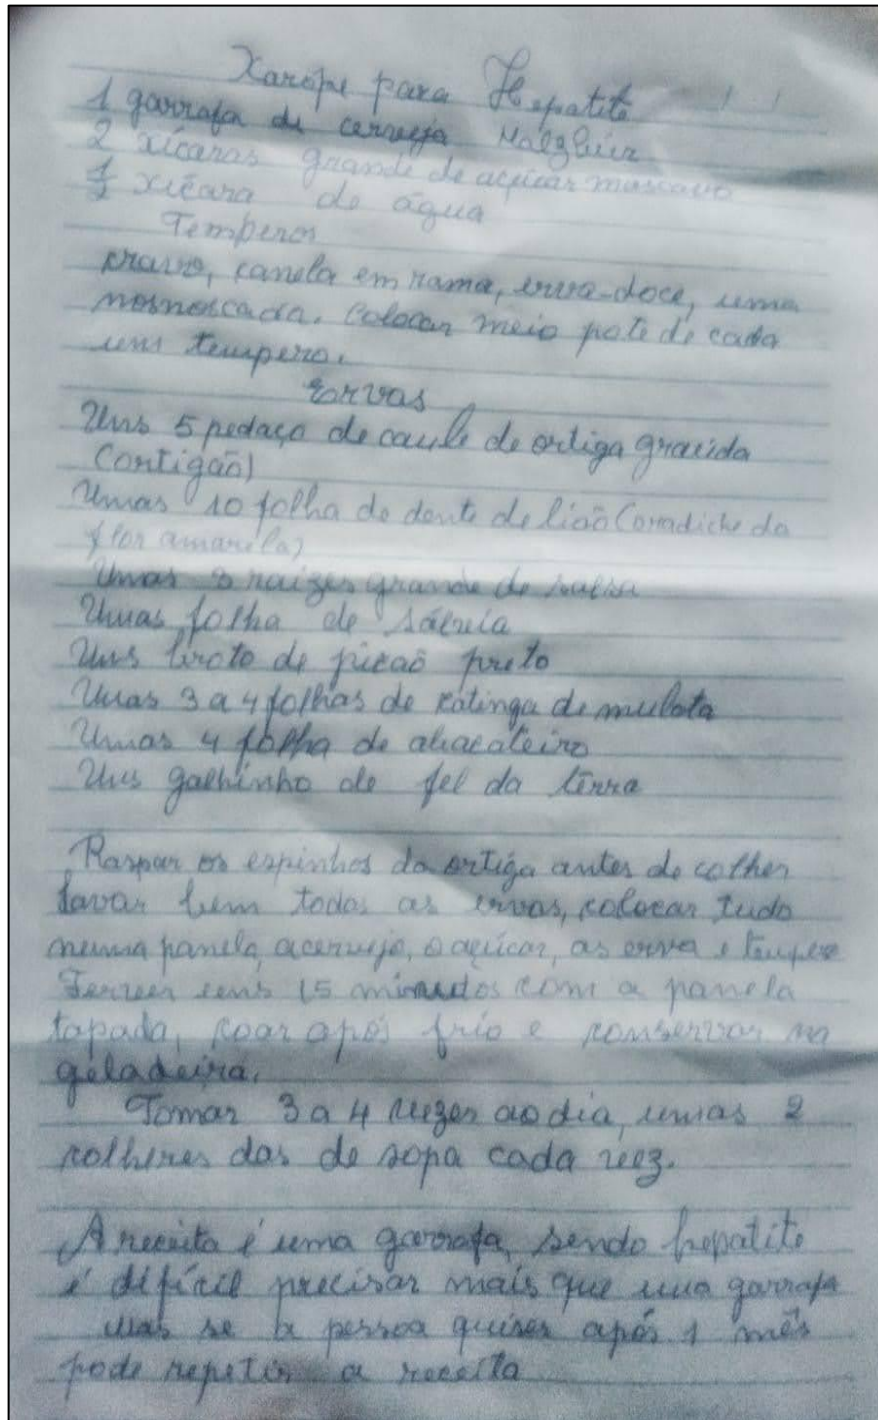 Xarope para Hepatite
1 garrafa de cerveja Malzbier
2 xícaras grande de açúcar mascavo
1/2 xícara de água
Temperos
cravo, canela em rama, erva-doce, uma
nosnoscada. Colocar meio pote de cada
um tempero.
Ervas
Uns 5 pedaço de caule de ortiga graúda
(ortigão)
Umas 10 folha de dente de lião (oradiche da
flor amarela)
Umas 3 raizes grande de salsa
Umas folha de sálvia
Uns broto de picaõ preto
Umas 3 a 4 folhas de catinga de mulata
Umas 4 folha de abacateiro
Uns galhinho de fel da terra
Raspar os espinhos da ortiga antes de colher
lavar bem todas as ervas, colocar tudo
numa panela, a cerveja, o açúcar, as erva e tempero
Ferver uns 15 minutos com a panela
tapada, coar após frio e conservar na
geladeira.
Tomar 3 a 4 vezes ao dia, umas 2
colheres das de sopa cada vez.
A receita é uma garrafa, sendo hepatite
é difícil precisar mais que uma garrafa
mas se a pessoa quiser após 1 mês
pode repetir a receita